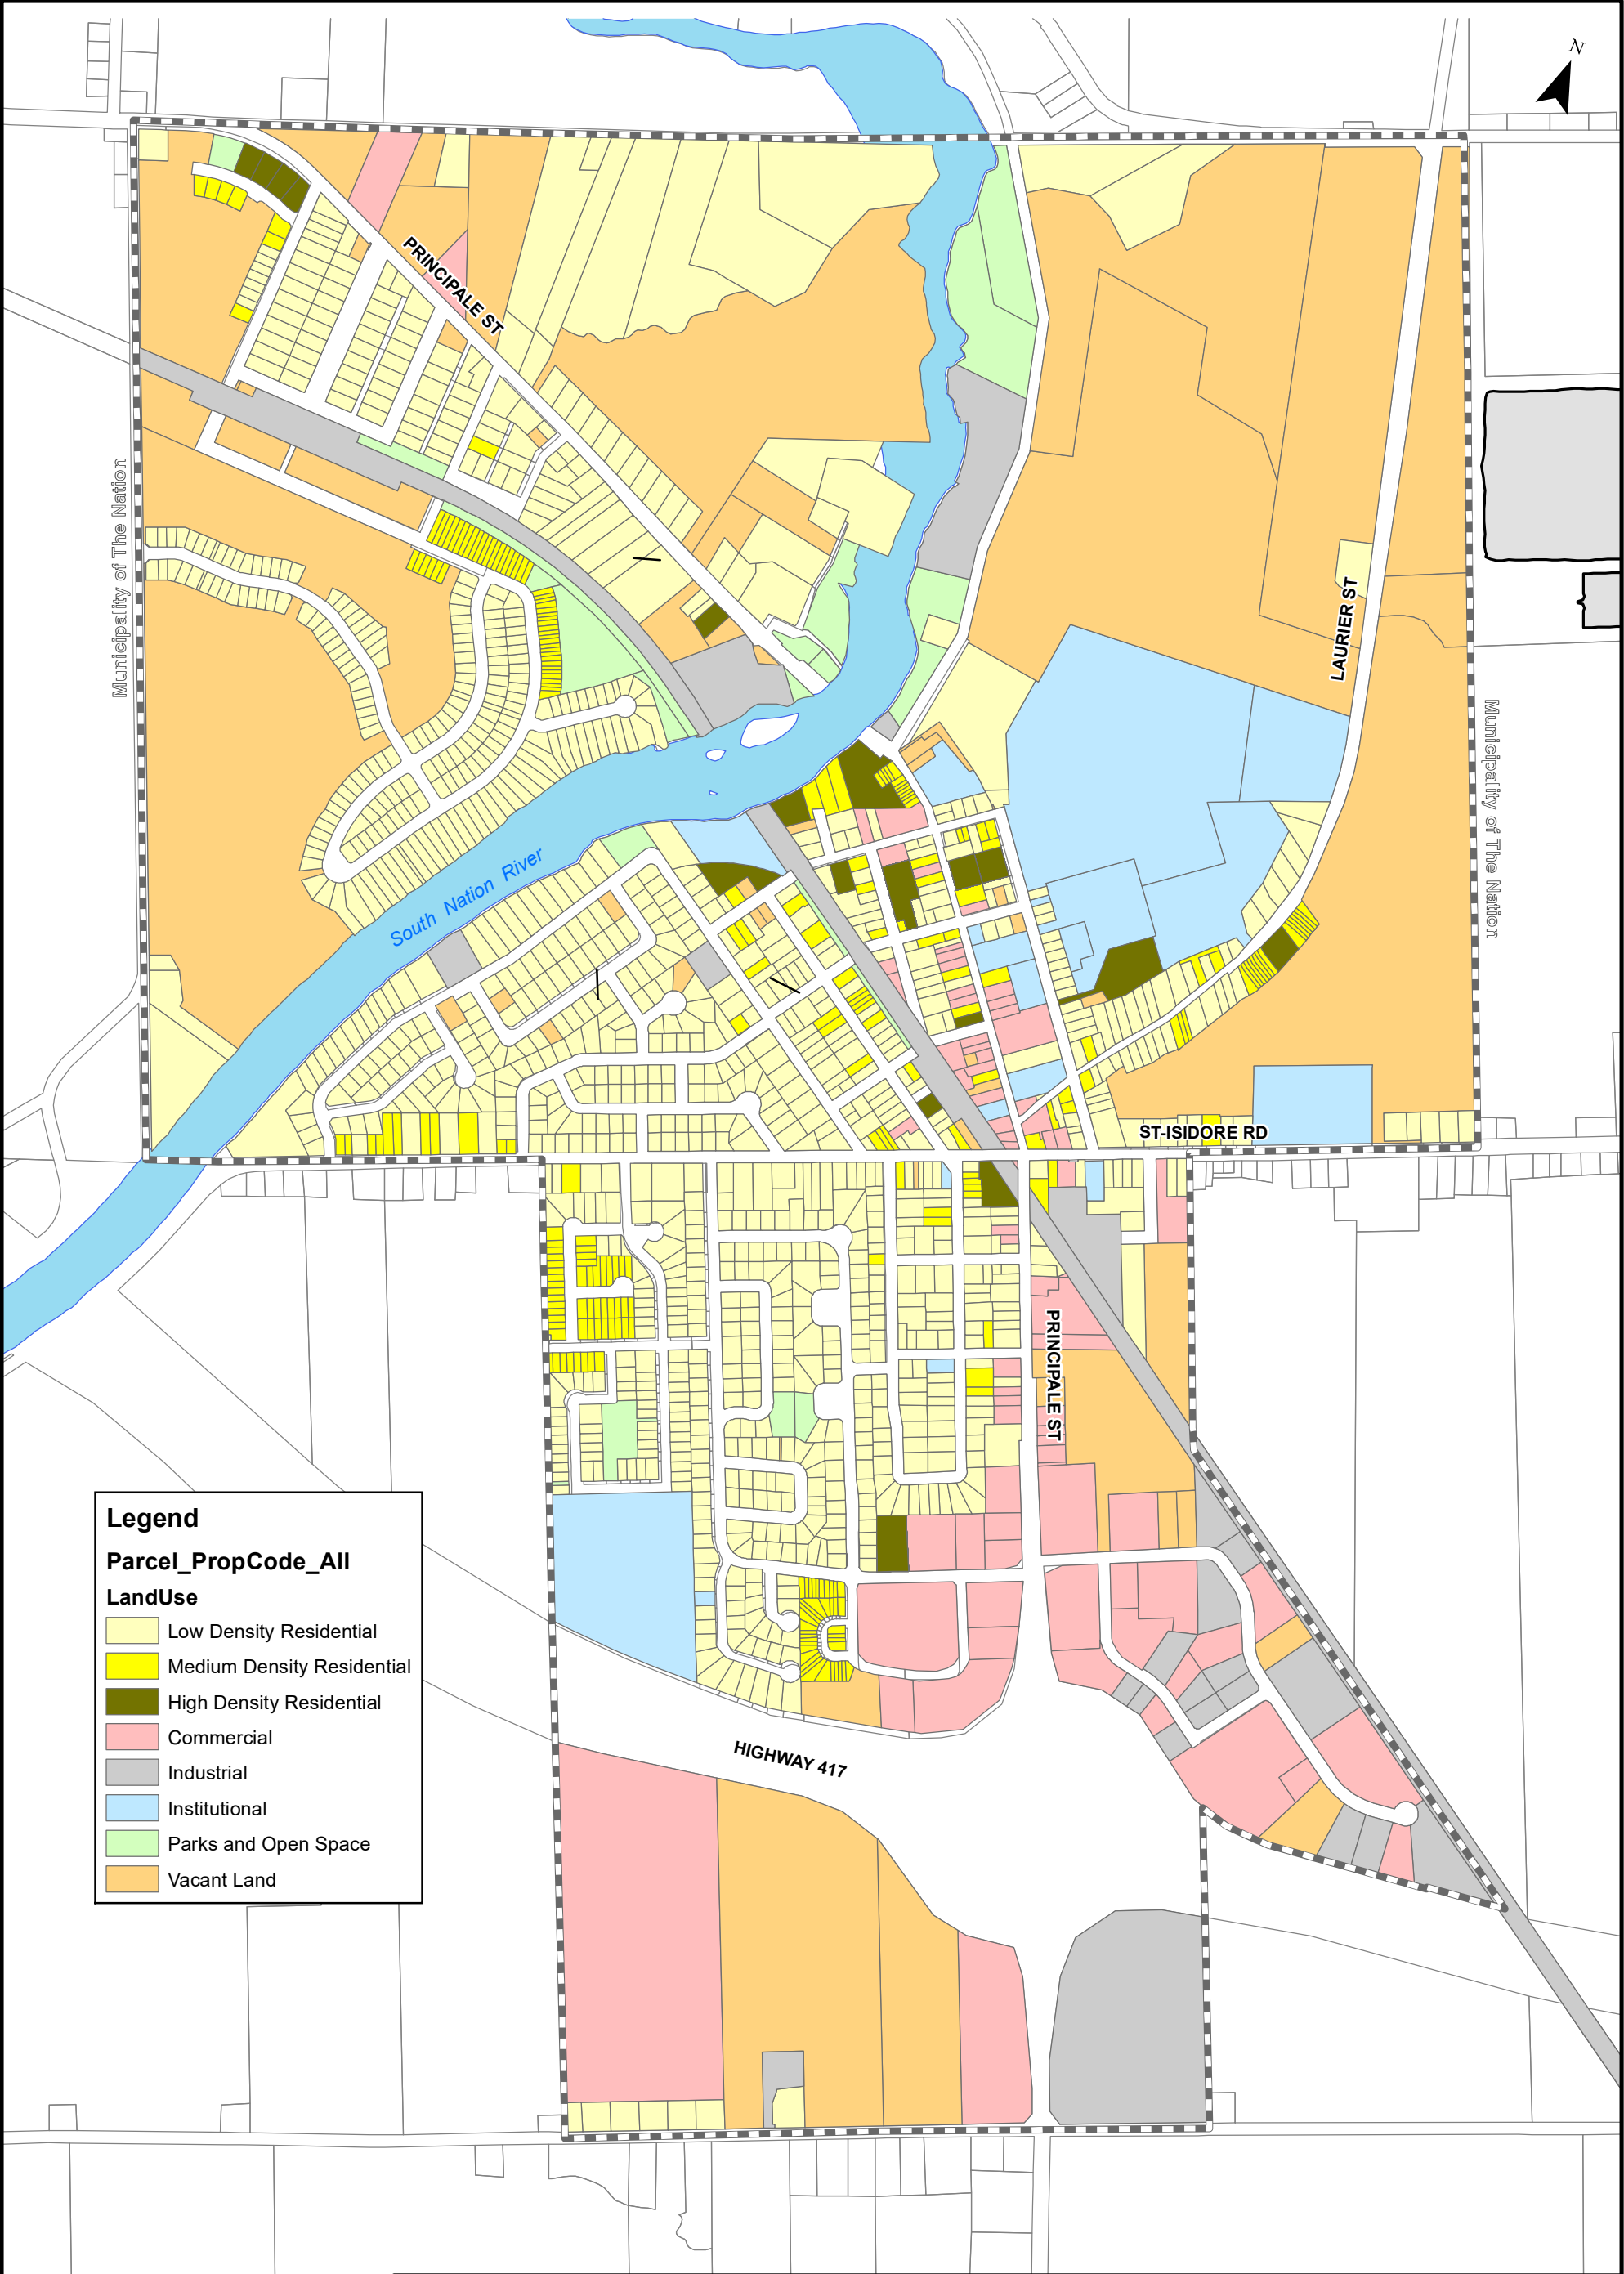 N
PRINCIPALE ST
Municipality of The Nation
LAURIER ST
Municipality of The Nation
South Nation River
ST-ISIDORE RD
PRINCIPALE ST
HIGHWAY 417
Legend
Parcel_PropCode_All
LandUse
Low Density Residential
Medium Density Residential
High Density Residential
Commercial
Industrial
Institutional
Parks and Open Space
Vacant Land